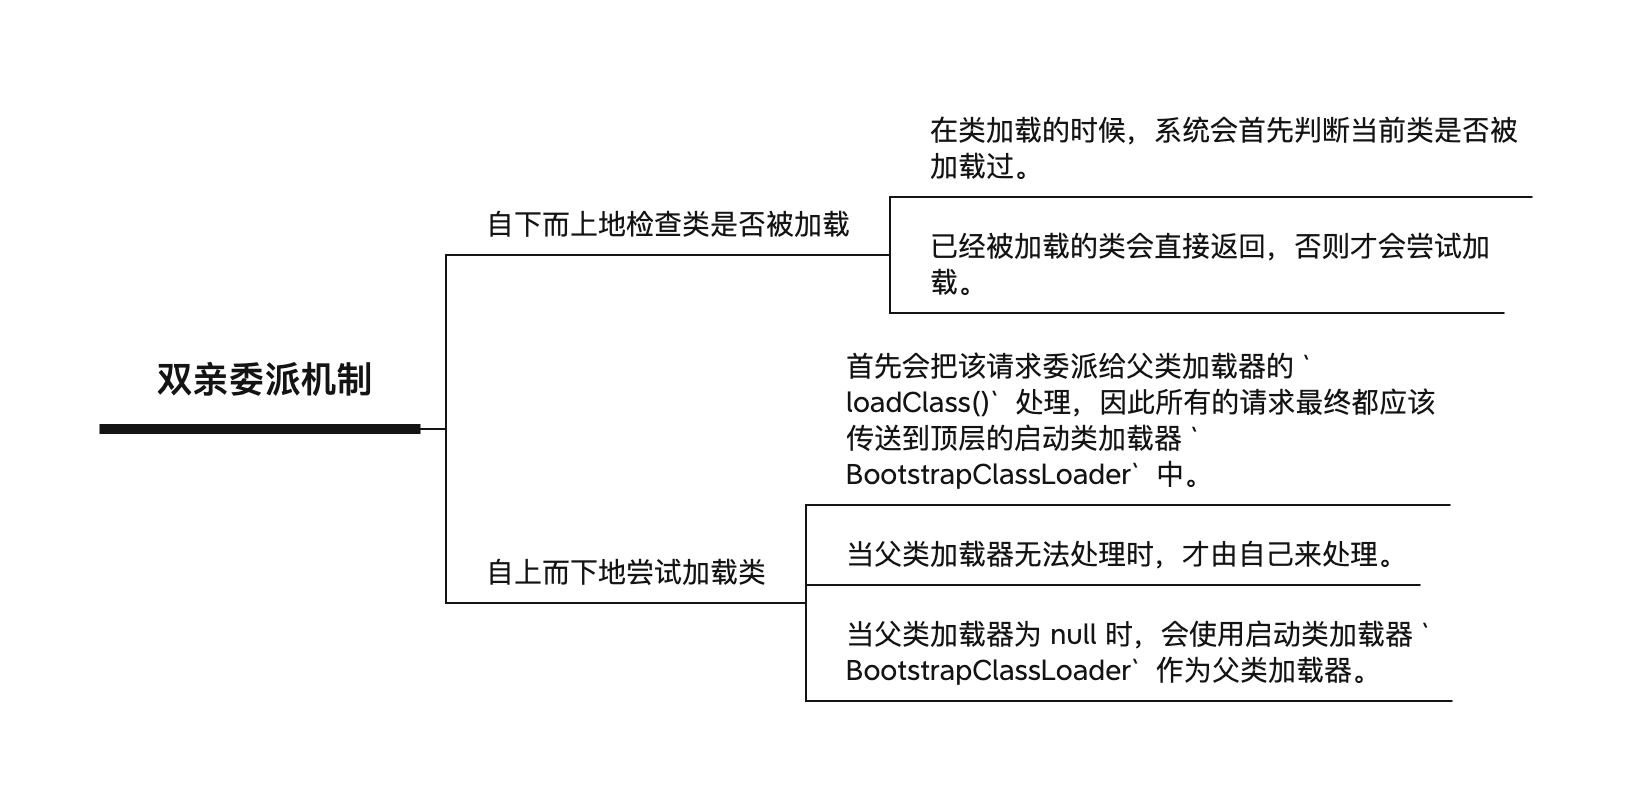 双亲委派机制
自下而上地检查类是否被加载
在类加载的时候，系统会首先判断当前类是否被
加载过。
已经被加载的类会直接返回，否则才会尝试加
载。
自上而下地尝试加载类
首先会把该请求委派给父类加载器的 `
loadClass()` 处理，因此所有的请求最终都应该
传送到顶层的启动类加载器 `
BootstrapClassLoader` 中。
当父类加载器无法处理时，才由自己来处理。
当父类加载器为 null 时，会使用启动类加载器 `
BootstrapClassLoader` 作为父类加载器。